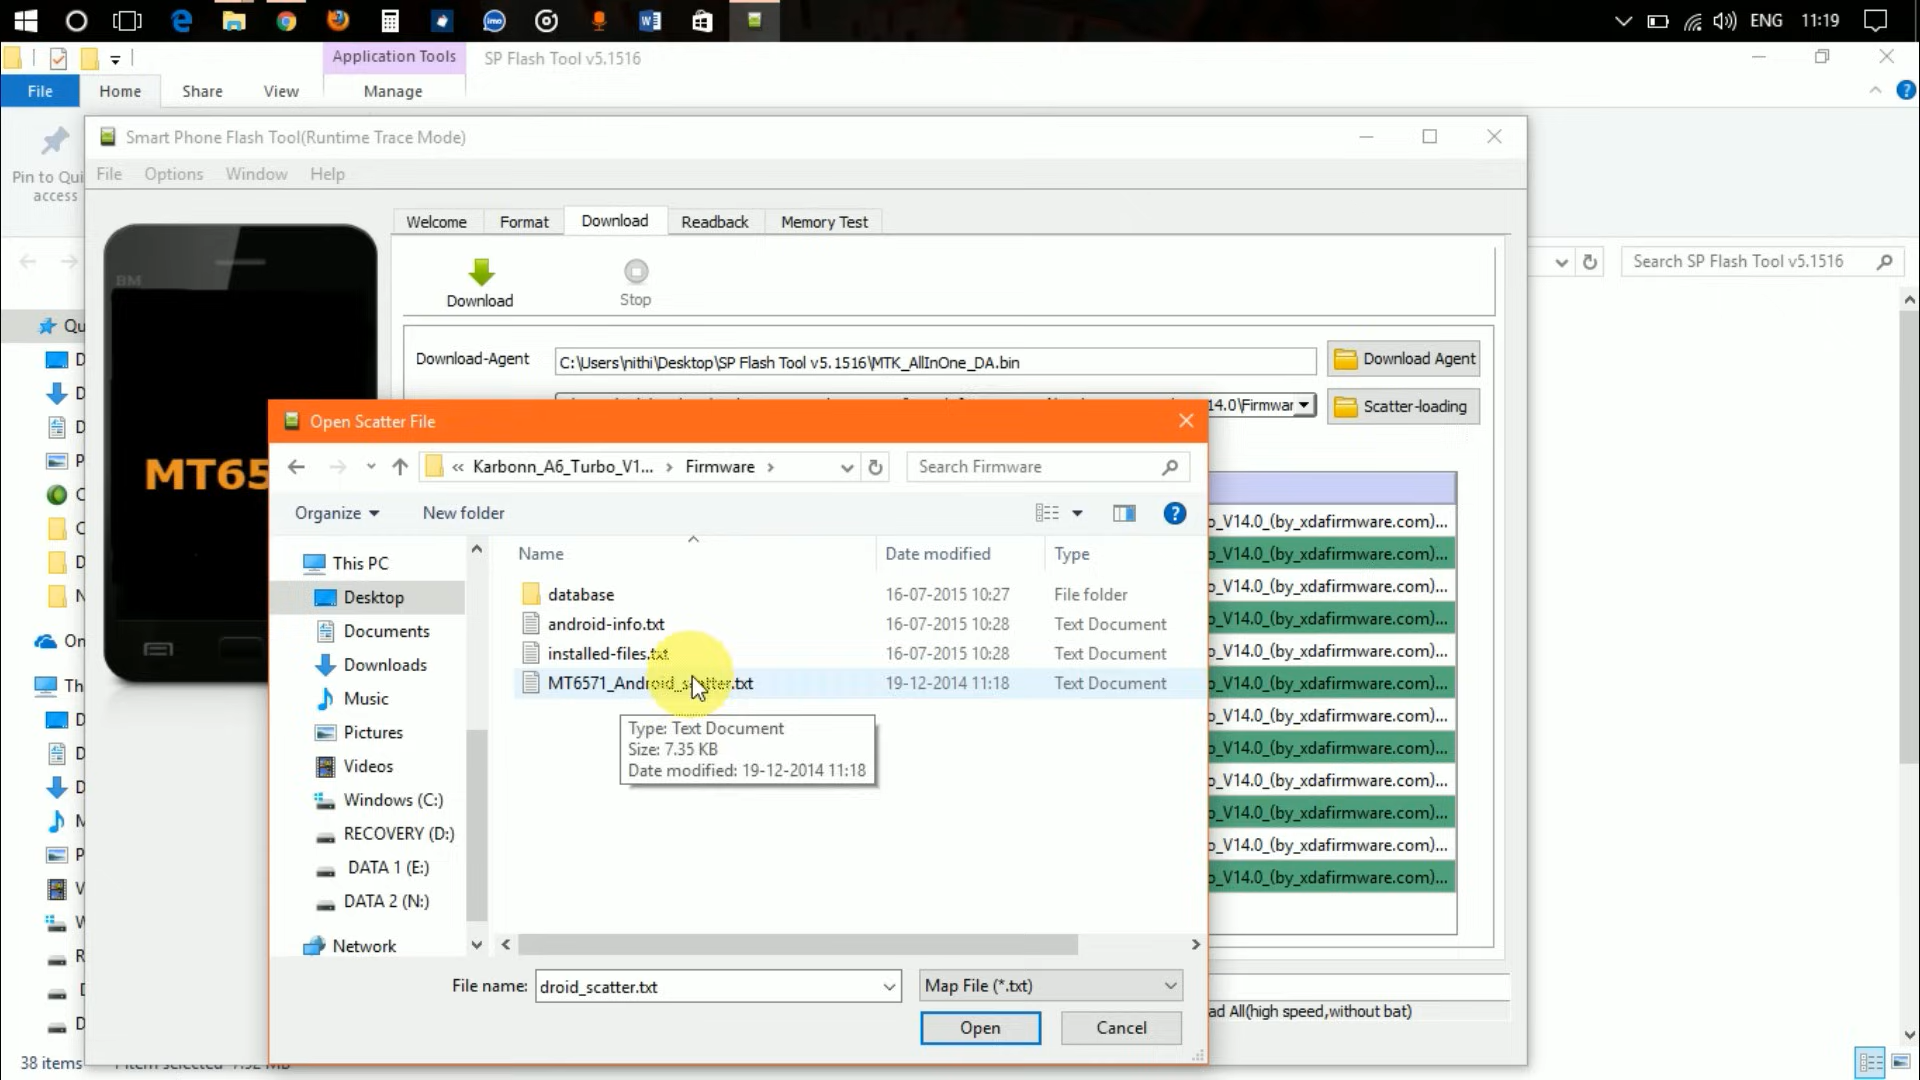 ENG 11:19
Application Tools SP Flash Tool v5.1516
File Home Share View Manage
Smart Phone Flash Tool(Runtime Trace Mode)
Pin to Qui
access
File Options Window Help
BM
Welcome Format Download Readback Memory Test
Search SP Flash Tool v5.1516
Download Stop
Qu
Download-Agent C:\Users\nithi\Desktop\SP Flash Tool v5.1516\MTK_AllInOne_DA.bin Download Agent
14.0\Firmwar Scatter-loading
Open Scatter File
MT65
« Karbonn_A6_Turbo_V1... › Firmware › Search Firmware
Organize New folder
Name Date modified Type
This PC
Desktop
Documents
Downloads
Music
Pictures
Videos
Windows (C:)
RECOVERY (D:)
DATA 1 (E:)
DATA 2 (N:)
Network
database 16-07-2015 10:27 File folder
android-info.txt 16-07-2015 10:28 Text Document
installed-files.txt 16-07-2015 10:28 Text Document
MT6571_Android_scatter.txt 19-12-2014 11:18 Text Document
Type: Text Document
Size: 7.35 KB
Date modified: 19-12-2014 11:18
_V14.0_(by_xdafirmware.com)...
_V14.0_(by_xdafirmware.com)...
_V14.0_(by_xdafirmware.com)...
_V14.0_(by_xdafirmware.com)...
_V14.0_(by_xdafirmware.com)...
_V14.0_(by_xdafirmware.com)...
_V14.0_(by_xdafirmware.com)...
_V14.0_(by_xdafirmware.com)...
_V14.0_(by_xdafirmware.com)...
_V14.0_(by_xdafirmware.com)...
_V14.0_(by_xdafirmware.com)...
_V14.0_(by_xdafirmware.com)...
On
Th
File name: droid_scatter.txt Map File (*.txt)
Open Cancel
ad All(high speed,without bat)
38 items